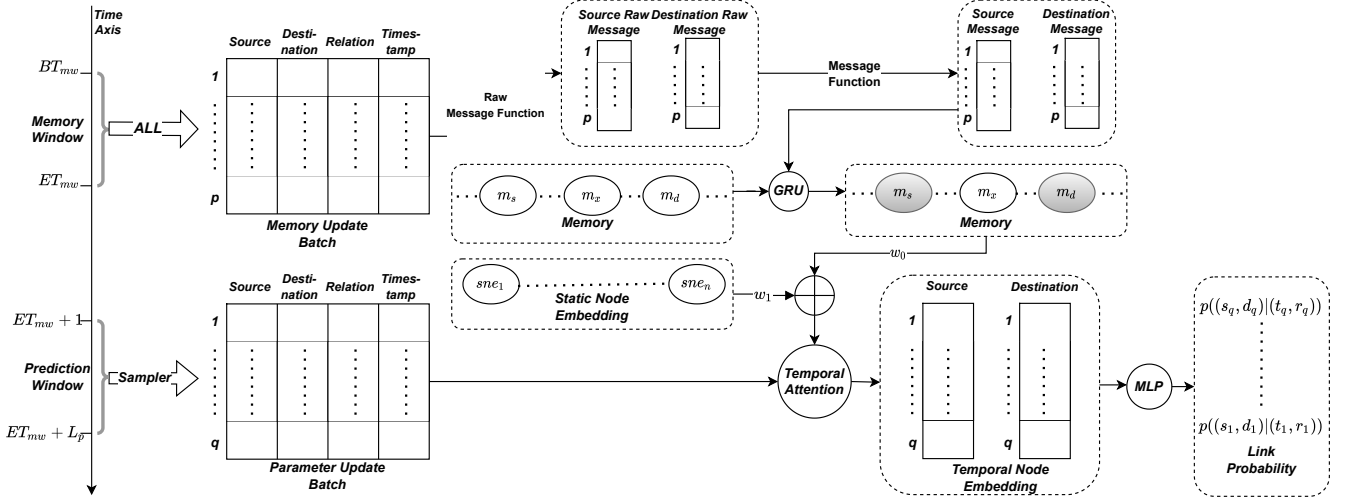 Time
Axis
BT_{mw}
Memory
Window
ET_{mw}
ET_{mw} + 1
Prediction
Window
ET_{mw} + L_p
ALL
Sampler
Source
Desti-
nation
Relation
Times-
tamp
1
p
Memory Update
Batch
Raw
Message Function
Source Raw
Message
Destination Raw
Message
1
p
Message
Function
Source
Message
Destination
Message
1
p
m_s
m_x
m_d
Memory
GRU
m_s
m_x
m_d
Memory
w_0
sne_1
sne_n
Static Node
Embedding
w_1
Source
Desti-
nation
Relation
Times-
tamp
1
q
Parameter Update
Batch
Temporal
Attention
Source
Destination
1
q
Temporal Node
Embedding
MLP
p((s_q, d_q)|(t_q, r_q))
p((s_1, d_1)|(t_1, r_1))
Link
Probability